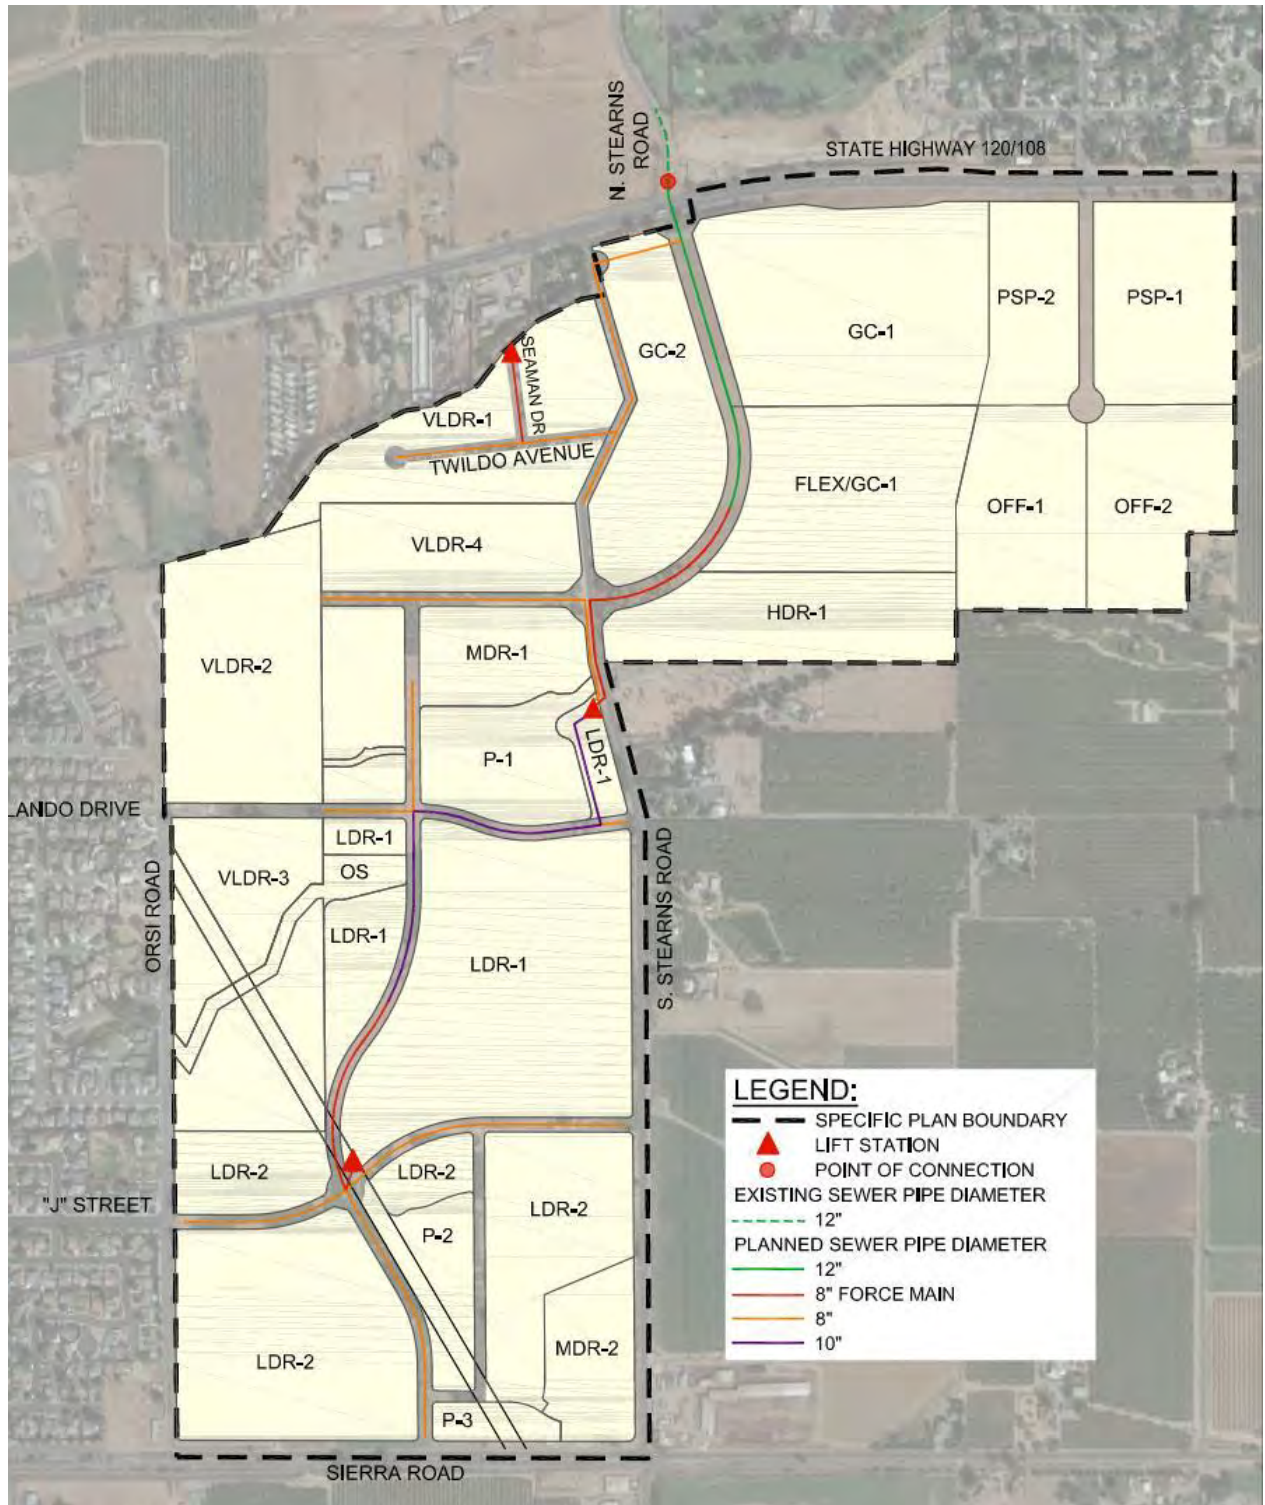 N. STEARNS
ROAD
STATE HIGHWAY 120/108
PSP-2
PSP-1
GC-1
GC-2
SEAMAN DR
VLDR-1
TWILDO AVENUE
FLEX/GC-1
OFF-1
OFF-2
VLDR-4
HDR-1
MDR-1
VLDR-2
LDR-1
P-1
LANDO DRIVE
LDR-1
OS
VLDR-3
ORSI ROAD
S. STEARNS ROAD
LDR-1
LDR-1
LDR-2
LDR-2
"J" STREET
LDR-2
P-2
LDR-2
MDR-2
P-3
SIERRA ROAD
LEGEND:
SPECIFIC PLAN BOUNDARY
LIFT STATION
POINT OF CONNECTION
EXISTING SEWER PIPE DIAMETER
12"
PLANNED SEWER PIPE DIAMETER
12"
8" FORCE MAIN
8"
10"